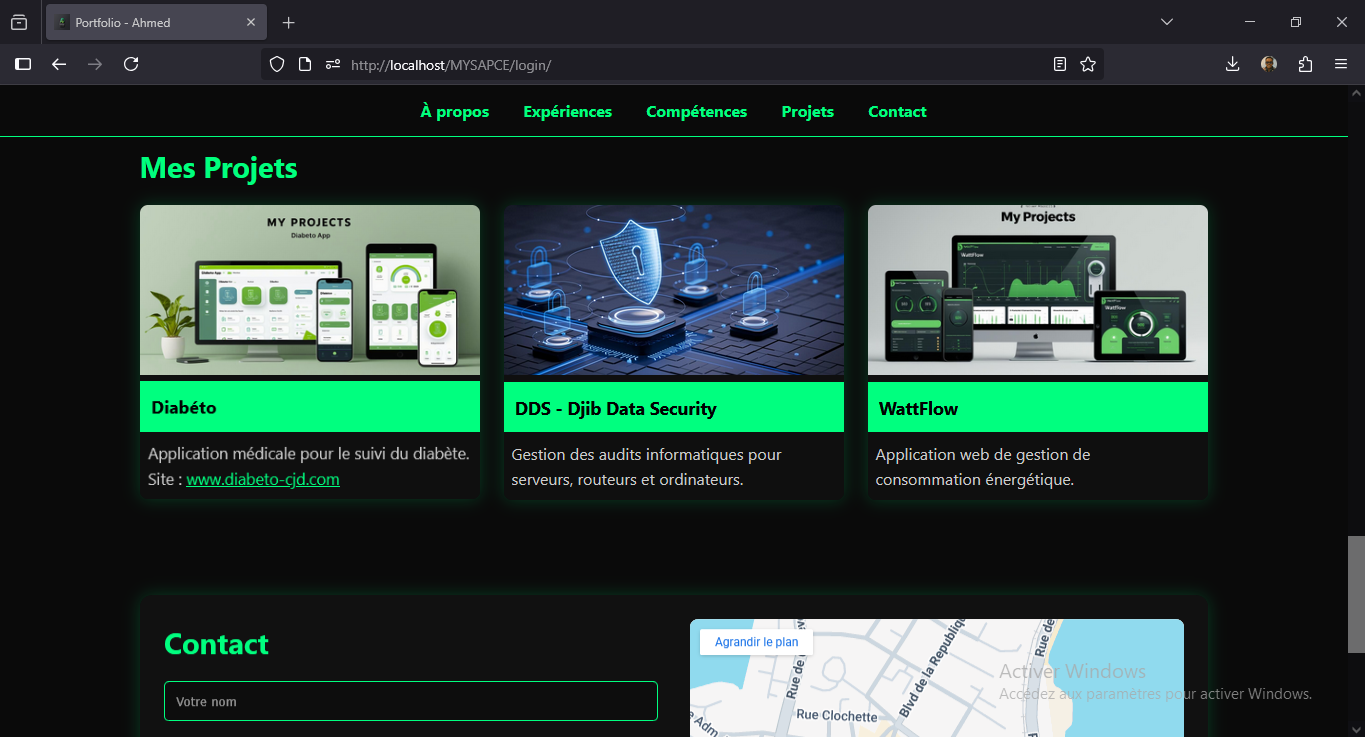 Portfolio - Ahmed
http://localhost/MYSAPCE/login/
À propos Expériences Compétences Projets Contact
Mes Projets
MY PROJECTS
Diabeto App
My Projects
WattFlow
WattFlow
Diabéto
Application médicale pour le suivi du diabète.
Site : www.diabeto-cjd.com
DDS - Djib Data Security
Gestion des audits informatiques pour
serveurs, routeurs et ordinateurs.
WattFlow
Application web de gestion de
consommation énergétique.
Contact
Votre nom
Agrandir le plan
Rue de
Blvd de la République
Rue de
Rue Clochette
Activer Windows
Accédez aux paramètres pour activer Windows.